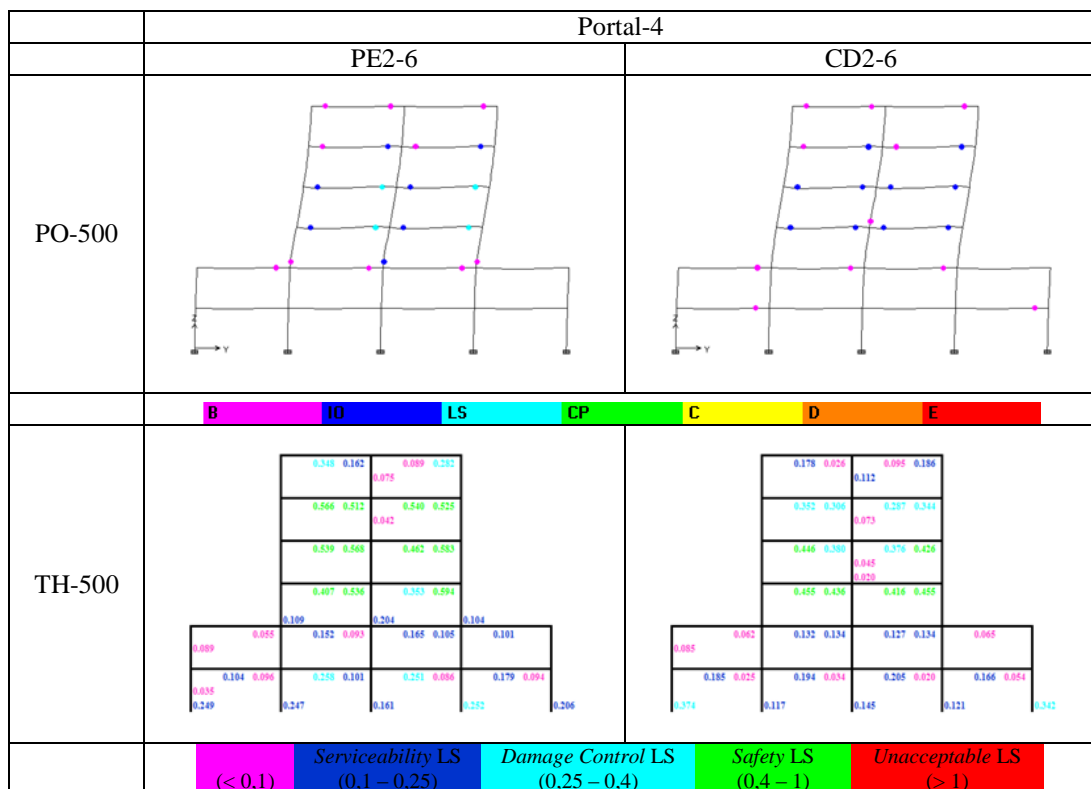 Portal-4
PE2-6 CD2-6
PO-500
Z Y Z Y
B IO LS CP C D E
TH-500
0.348 0.162 0.089 0.282
0.075
0.566 0.512 0.540 0.525
0.042
0.539 0.568 0.462 0.583
0.407 0.536 0.353 0.594
0.109 0.204 0.104
0.055 0.152 0.093 0.165 0.105 0.101
0.089
0.104 0.096 0.258 0.101 0.251 0.086 0.179 0.094
0.035
0.249 0.247 0.161 0.252 0.206
0.178 0.026 0.095 0.186
0.112
0.352 0.306 0.287 0.344
0.073
0.446 0.380 0.376 0.426
0.045
0.020
0.455 0.436 0.416 0.455
0.062 0.132 0.134 0.127 0.134 0.065
0.085
0.185 0.025 0.194 0.034 0.205 0.020 0.166 0.054
0.374 0.117 0.145 0.121 0.342
Serviceability LS Damage Control LS Safety LS Unacceptable LS
(< 0,1) (0,1 – 0,25) (0,25 – 0,4) (0,4 – 1) (> 1)